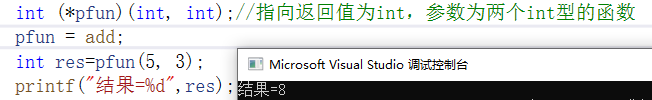 int (*pfun)(int, int);//指向返回值为int，参数为两个int型的函数
pfun = add;
int res=pfun(5, 3);
printf("结果=%d",res);
Microsoft Visual Studio 调试控制台
结果=8